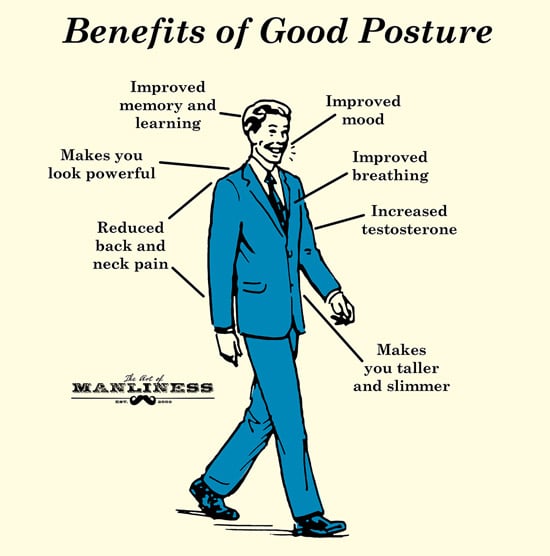 Benefits of Good Posture
Improved
memory and
learning
Improved
mood
Makes you
look powerful
Improved
breathing
Increased
testosterone
Reduced
back and
neck pain
Makes
you taller
and slimmer
The Art of
MANLINESS
EST. 2008